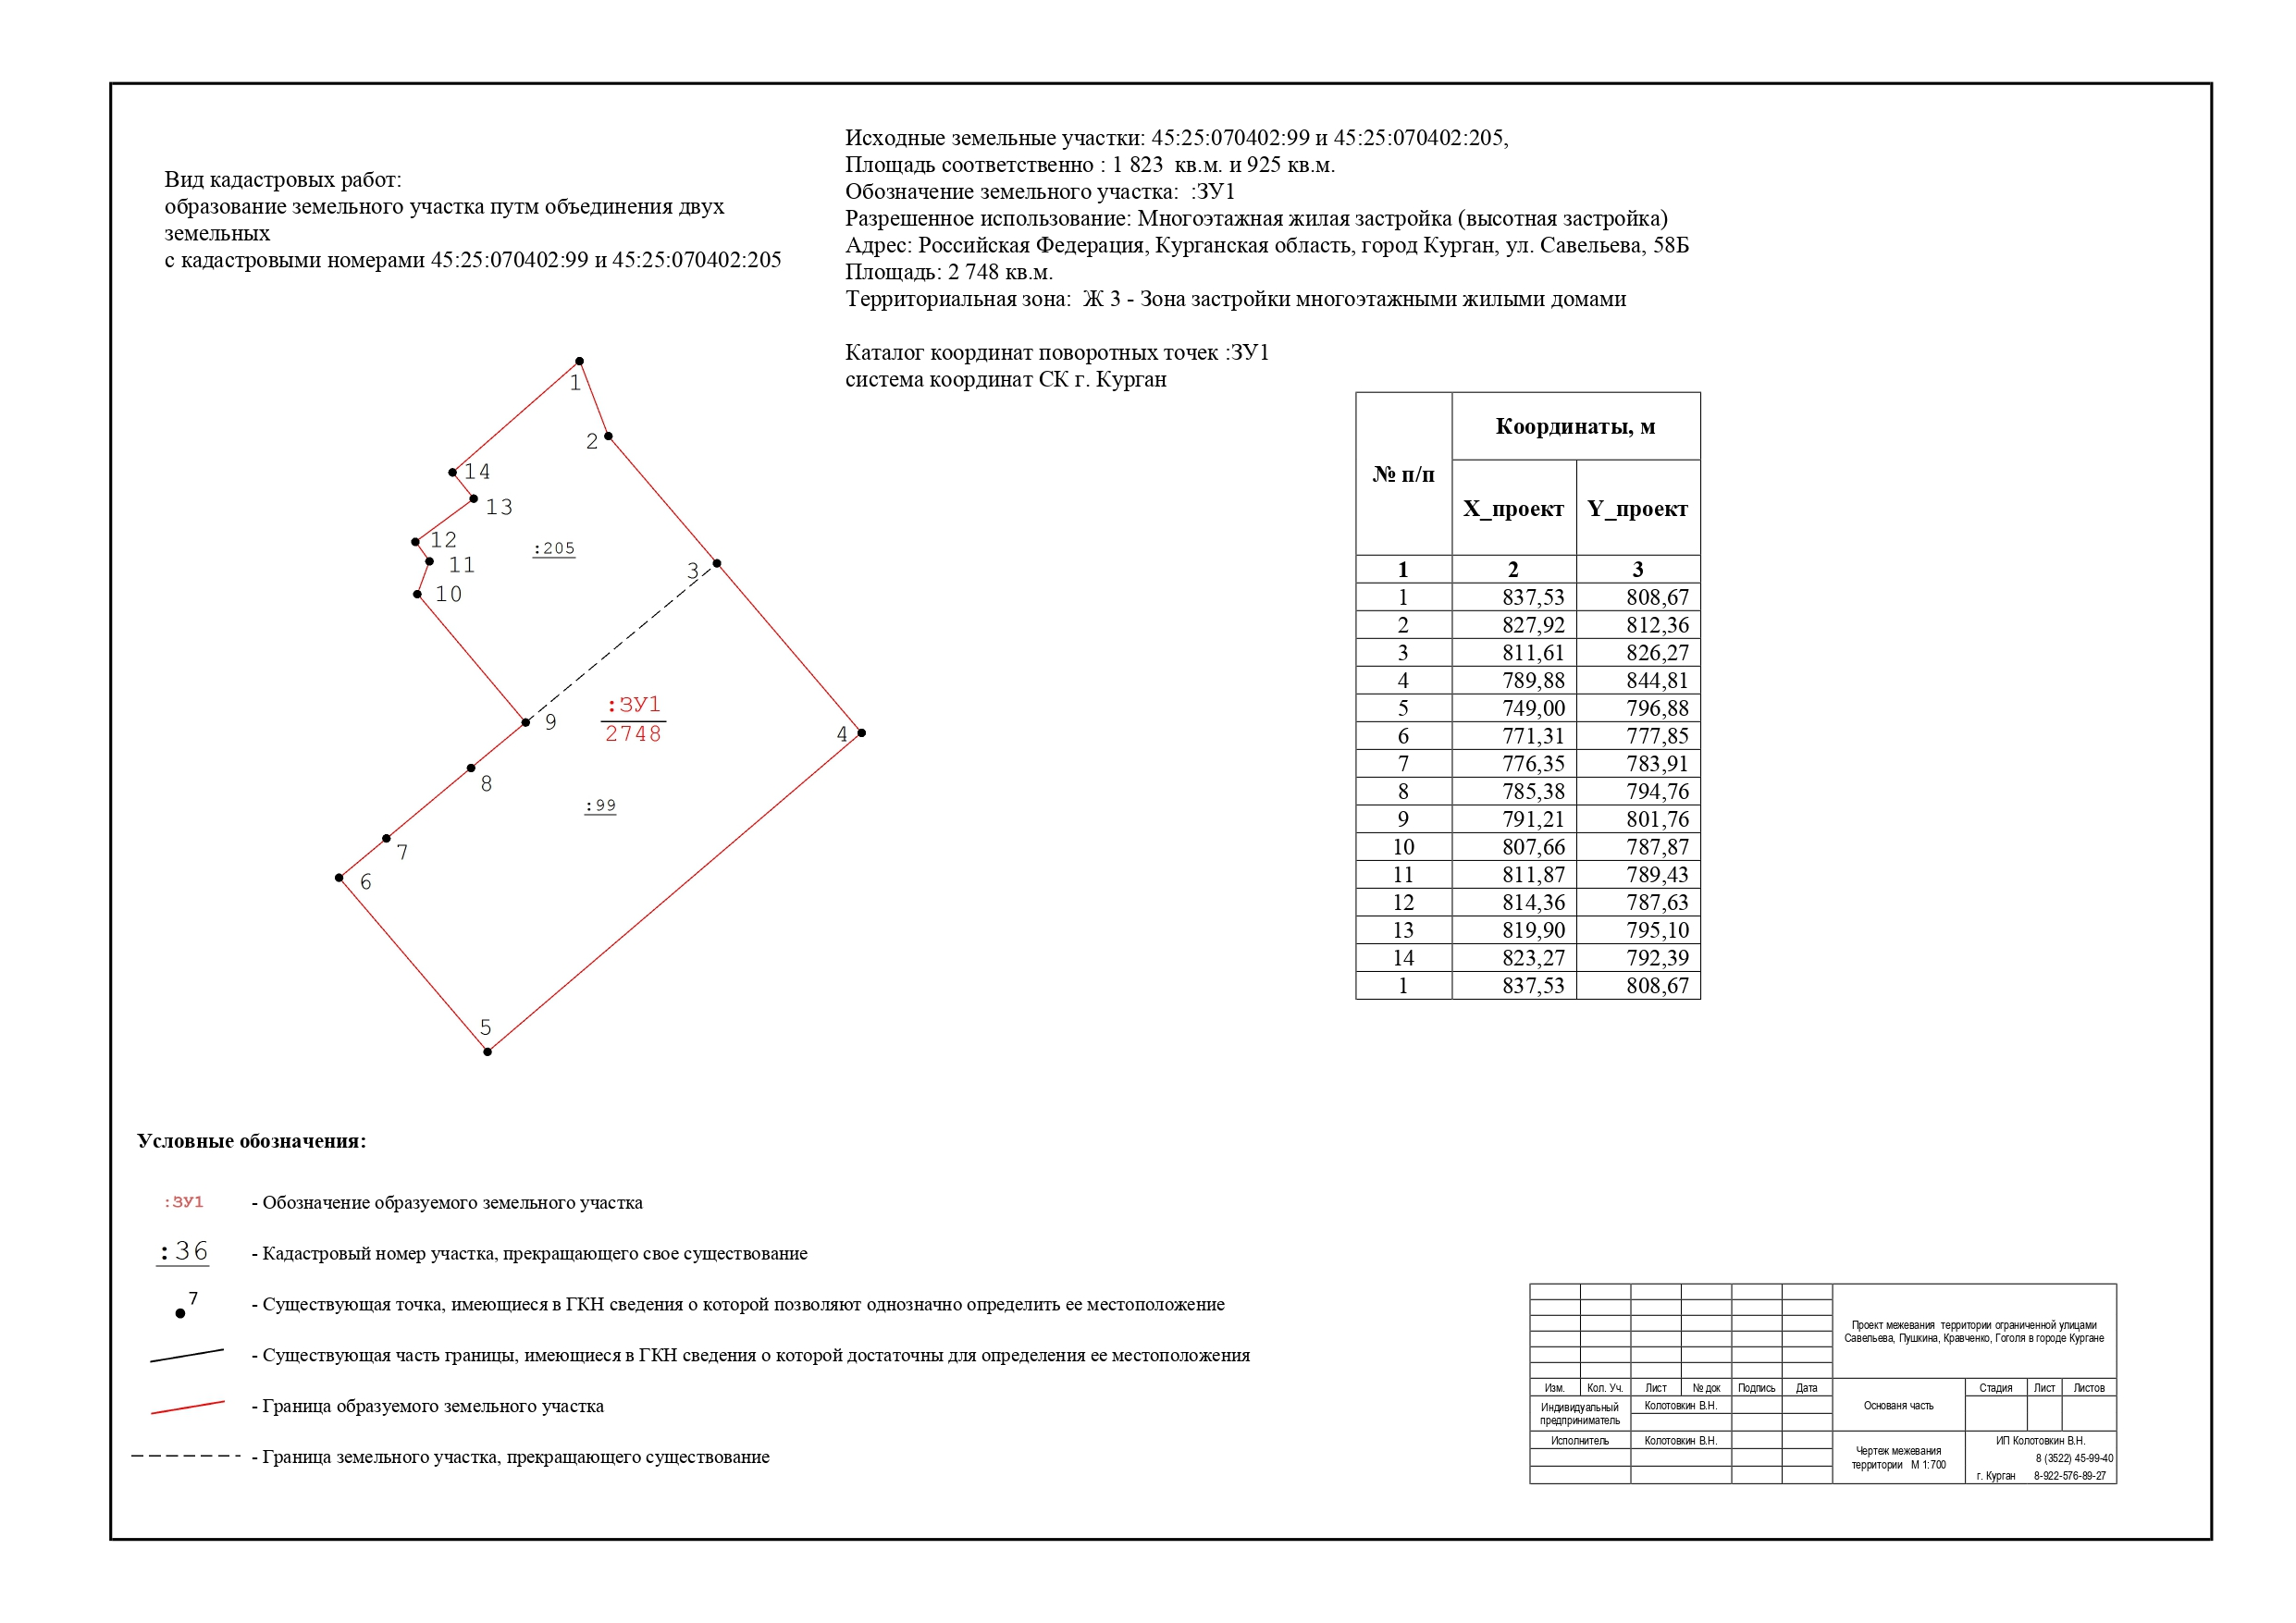 Вид кадастровых работ:
образование земельного участка путм объединения двух
земельных
с кадастровыми номерами 45:25:070402:99 и 45:25:070402:205
Исходные земельные участки: 45:25:070402:99 и 45:25:070402:205,
Площадь соответственно : 1 823 кв.м. и 925 кв.м.
Обозначение земельного участка: :ЗУ1
Разрешенное использование: Многоэтажная жилая застройка (высотная застройка)
Адрес: Российская Федерация, Курганская область, город Курган, ул. Савельева, 58Б
Площадь: 2 748 кв.м.
Территориальная зона: Ж 3 - Зона застройки многоэтажными жилыми домами
Каталог координат поворотных точек :ЗУ1
система координат СК г. Курган
1
2
14
13
12
:205
11
3
10
:ЗУ1
9
2748
4
8
:99
7
6
5
№ п/п Координаты, м
X_проект Y_проект
1 2 3
1 837,53 808,67
2 827,92 812,36
3 811,61 826,27
4 789,88 844,81
5 749,00 796,88
6 771,31 777,85
7 776,35 783,91
8 785,38 794,76
9 791,21 801,76
10 807,66 787,87
11 811,87 789,43
12 814,36 787,63
13 819,90 795,10
14 823,27 792,39
1 837,53 808,67
Условные обозначения:
:ЗУ1 - Обозначение образуемого земельного участка
:36 - Кадастровый номер участка, прекращающего свое существование
7 - Существующая точка, имеющиеся в ГКН сведения о которой позволяют однозначно определить ее местоположение
- Существующая часть границы, имеющиеся в ГКН сведения о которой достаточны для определения ее местоположения
- Граница образуемого земельного участка
- Граница земельного участка, прекращающего существование
Проект межевания территории ограниченной улицами
Савельева, Пушкина, Кравченко, Гоголя в городе Кургане
Изм. Кол. Уч. Лист № док Подпись Дата
Стадия Лист Листов
Индивидуальный
предприниматель
Колотовкин В.Н.
Основаня часть
Исполнитель Колотовкин В.Н.
Чертеж межевания
территории М 1:700
ИП Колотовкин В.Н.
8 (3522) 45-99-40
г. Курган 8-922-576-89-27